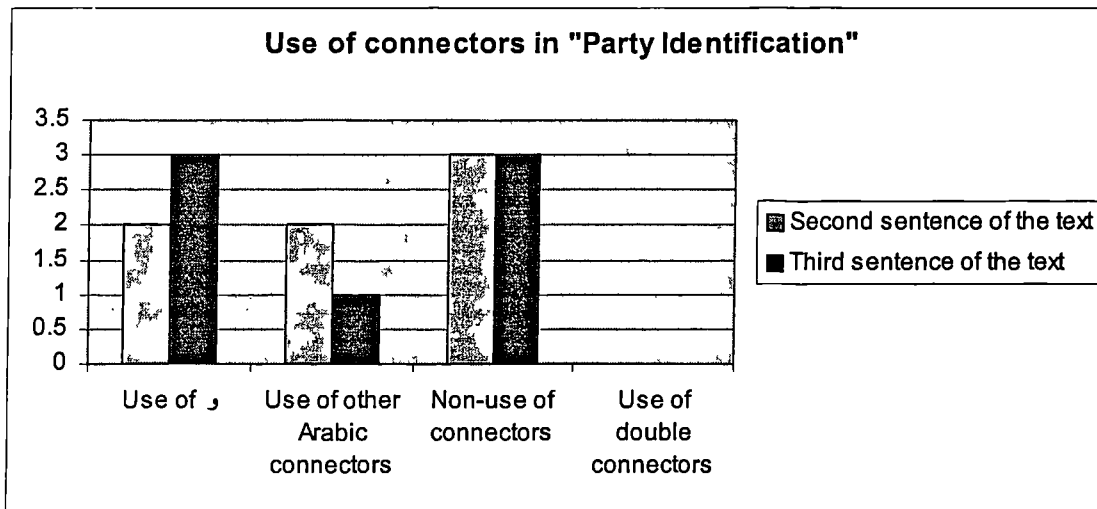 Use of connectors in "Party Identification"
3.5
3
2.5
2
1.5
1
0.5
0
Use of و
Use of other
Arabic
connectors
Non-use of
connectors
Use of
double
connectors
Second sentence of the text
Third sentence of the text